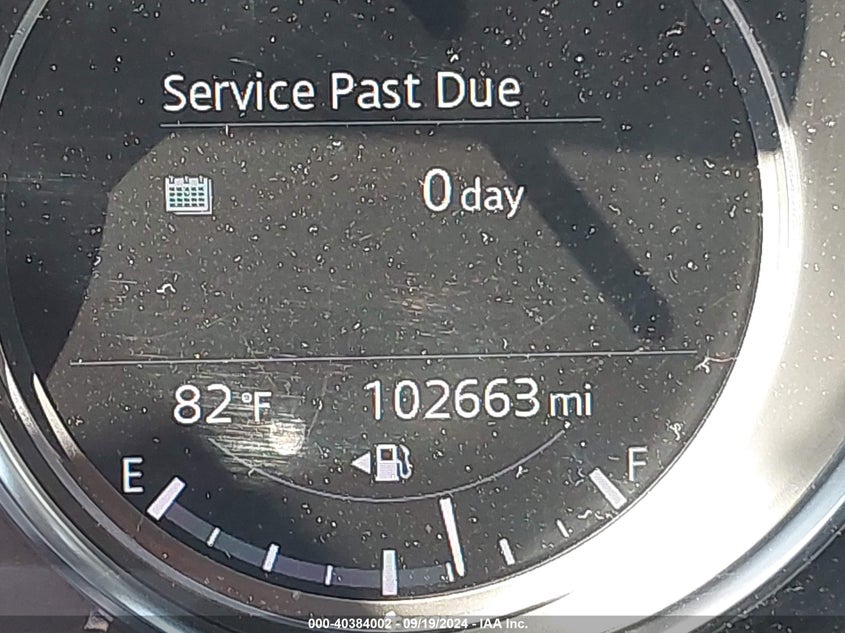 Service Past Due
0 day
82°F 102663 mi
E F
000-40384002 - 09/19/2024 - IAA Inc.